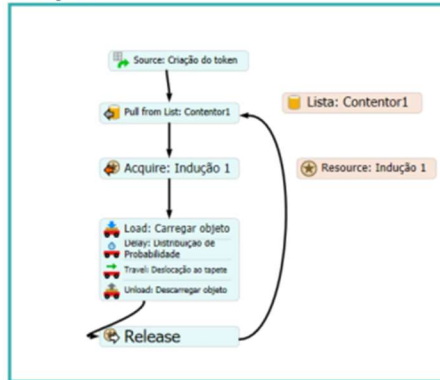 Source: Criação do token
Pull from List: Contentor1
Lista: Contentor1
Acquire: Indução 1
Resource: Indução 1
Load: Carregar objeto
Delay: Distribuição de
Probabilidade
Travel: Deslocação ao tapete
Unload: Descarregar objeto
Release